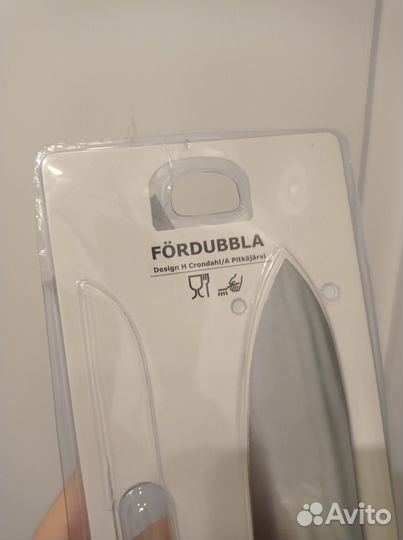 FÖRDUBBLA
Design H Crondahl/A Pitkäjärvi
Avito